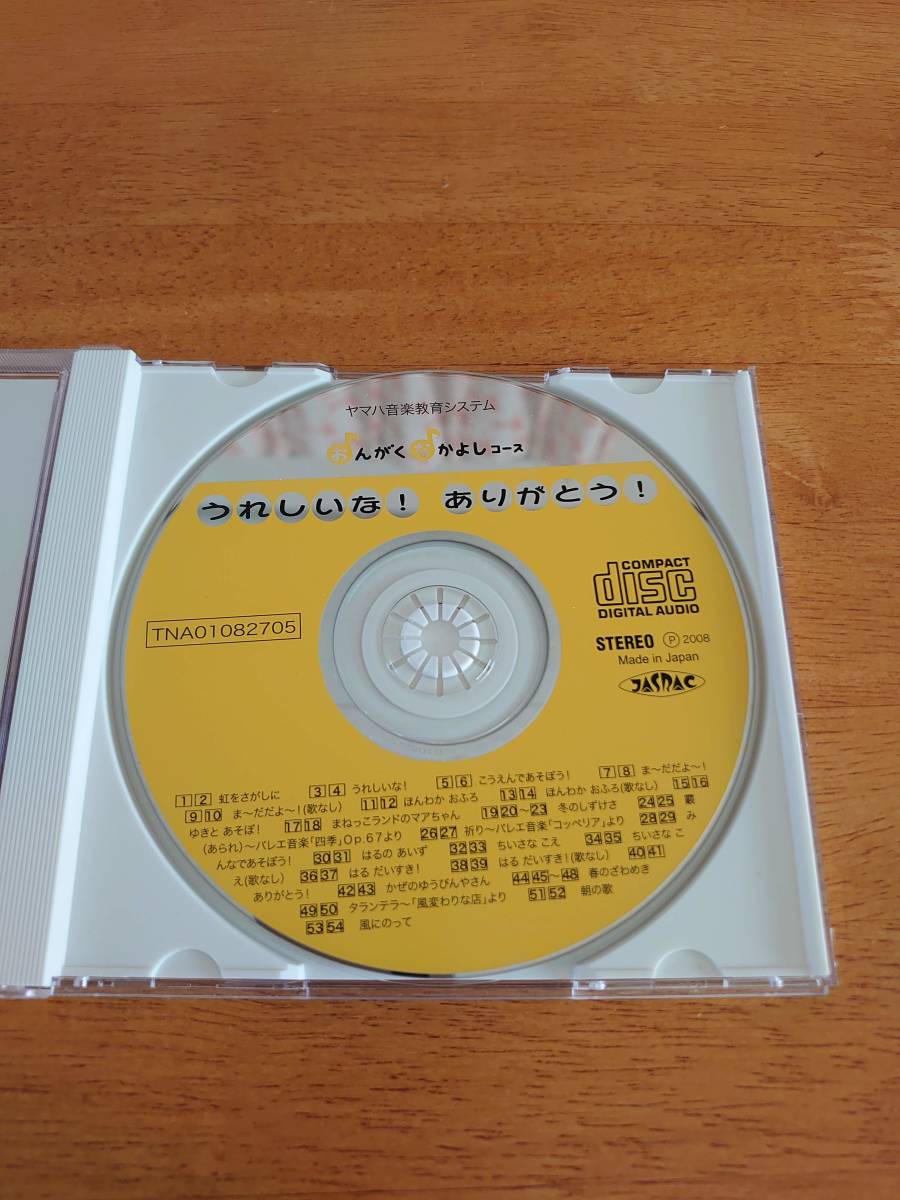 ヤマハ音楽教育システム
おんがくなかよしコース
うれしいな! ありがとう!
COMPACT
disc
DIGITAL AUDIO
TNA01082705
STEREO Ⓟ 2008
Made in Japan
JASRAC
1 2 虹をさがしに 3 4 うれしいな! 5 6 こうえんであそぼう! 7 8 ま〜だだよ〜!
9 10 ま〜だだよ〜!(歌なし) 11 12 ほんわか おふろ 13 14 ほんわか おふろ(歌なし) 15 16
ゆきと あそぼ! 17 18 まねっこランドのマアちゃん 19 20〜23 冬のしずけさ 24 25 霰
(あられ)〜バレエ音楽「四季」Op.67より 26 27 祈り〜バレエ音楽「コッペリア」より 28 29 み
んなであそぼう! 30 31 はるの あいず 32 33 ちいさな こえ 34 35 ちいさな こ
え(歌なし) 36 37 はる だいすき! 38 39 はる だいすき!(歌なし) 40 41
ありがとう! 42 43 かぜのゆうびんやさん 44 45〜48 春のざわめき
49 50 タランテラ〜「風変わりな店」より 51 52 朝の歌
53 54 風にのって